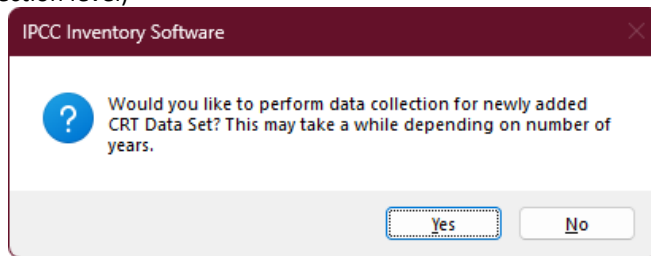 IPCC Inventory Software
Would you like to perform data collection for newly added
CRT Data Set? This may take a while depending on number of
years.
Yes
No